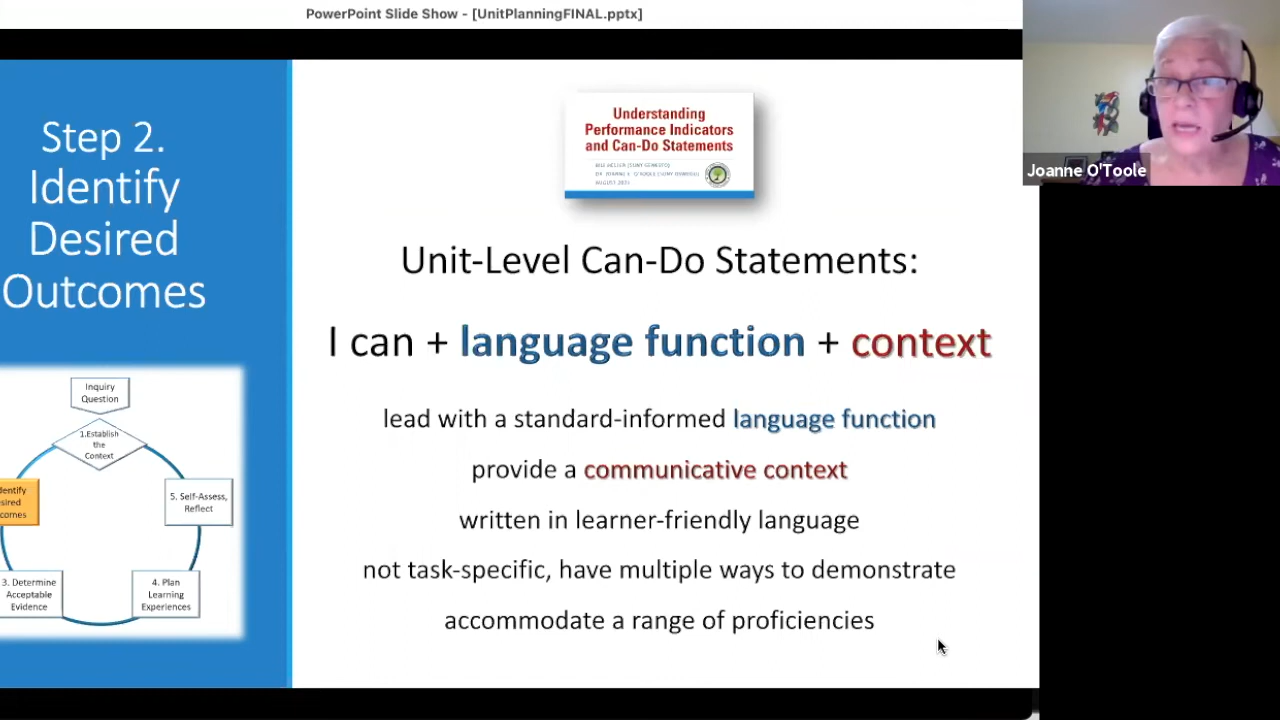 PowerPoint Slide Show - [UnitPlanningFINAL.pptx]
Step 2.
Identify
Desired
Outcomes
Understanding
Performance Indicators
and Can-Do Statements
AUGUST 2021
Unit-Level Can-Do Statements:
I can + language function + context
lead with a standard-informed language function
provide a communicative context
written in learner-friendly language
not task-specific, have multiple ways to demonstrate
accommodate a range of proficiencies
Inquiry
Question
1.Establish
the
Context
5. Self-Assess,
Reflect
4. Plan
Learning
Experiences
3. Determine
Acceptable
Evidence
Joanne O'Toole